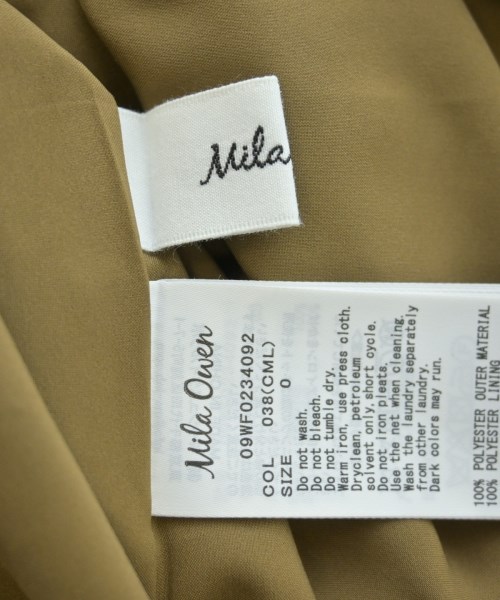 Mila
Mila Owen
09WF0234092
COL 038(CML)
SIZE 0
Do not wash.
Do not bleach.
Do not tumble dry.
Warm iron, use press cloth.
Dryclean, petroleum
solvent only,short cycle.
Do not iron pleats.
Use the net when cleaning.
Wash the laundry separately
from other laundry.
Dark colors may run.
100% POLYESTER OUTER MATERIAL
100% POLYESTER LINING